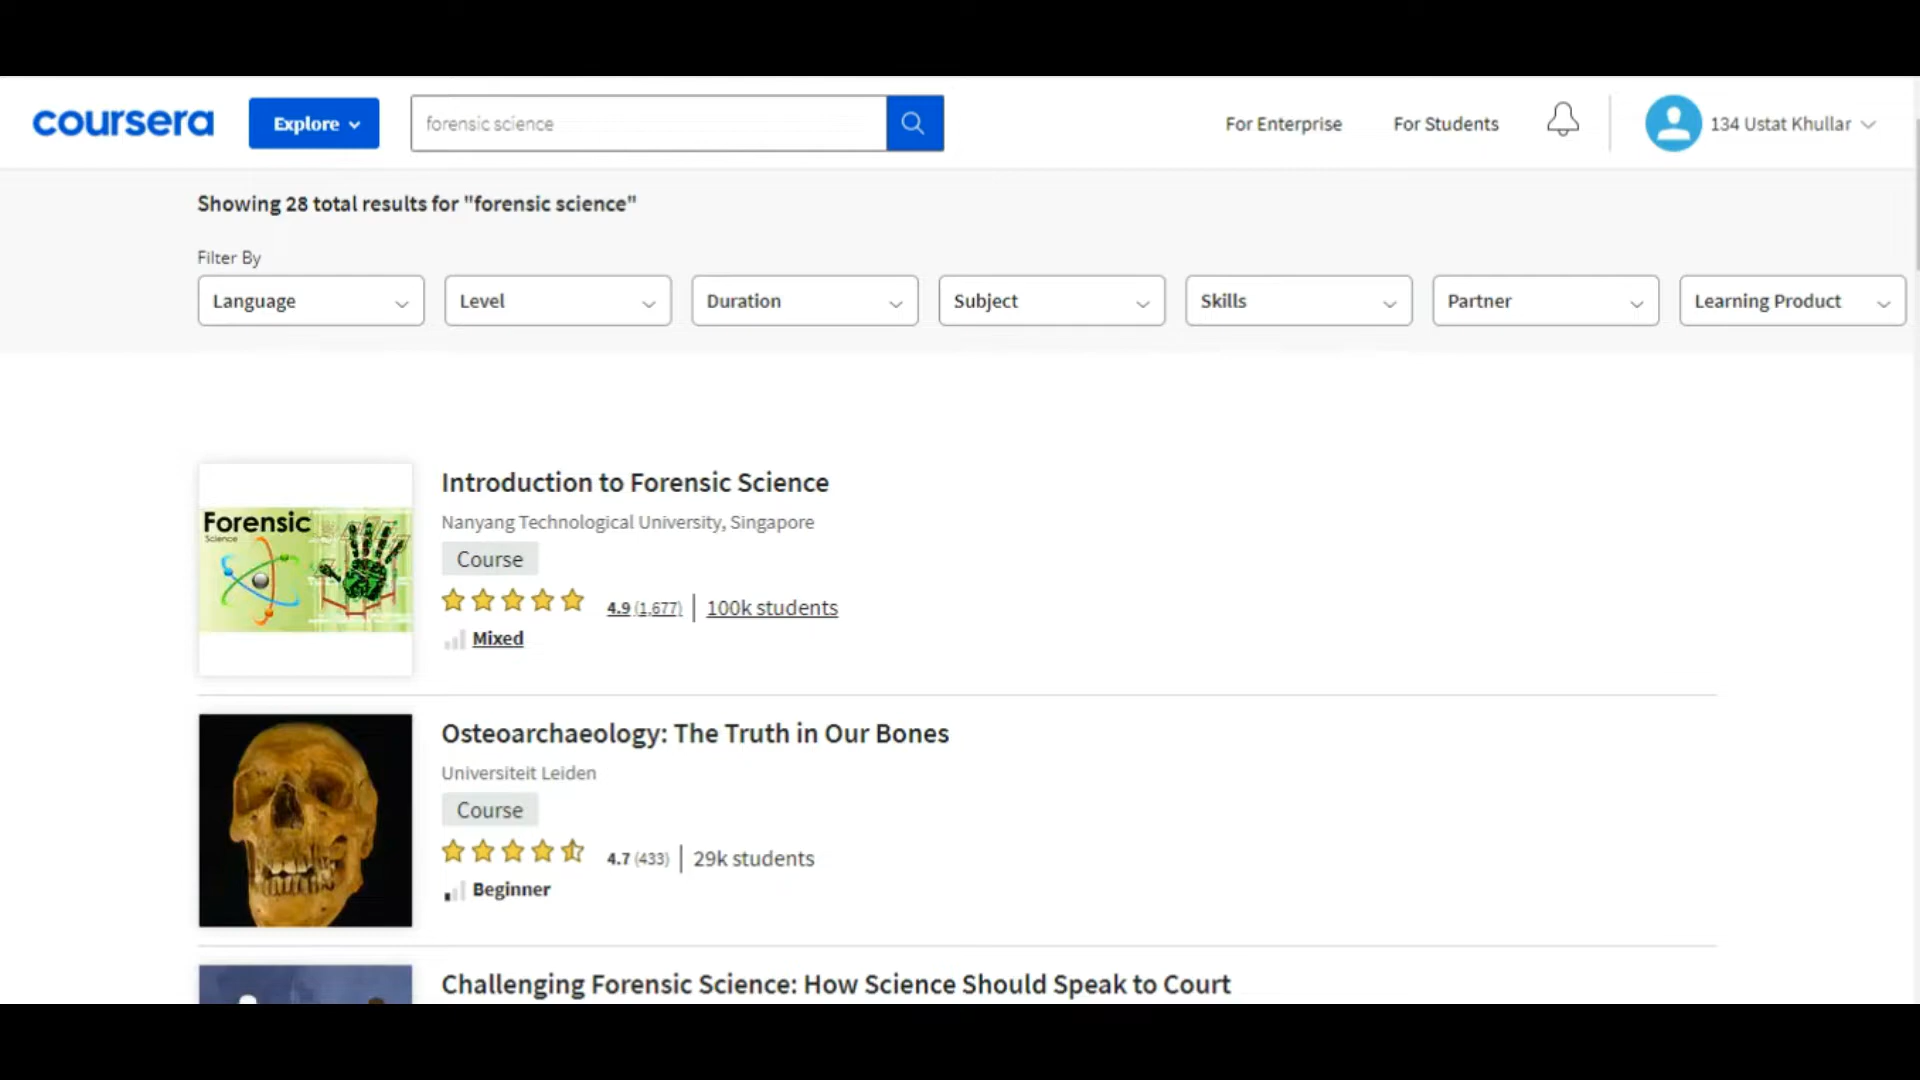 coursera
Explore
forensic science
For Enterprise
For Students
134 Ustat Khullar
Showing 28 total results for "forensic science"
Filter By
Language
Level
Duration
Subject
Skills
Partner
Learning Product
Forensic
Science
Introduction to Forensic Science
Nanyang Technological University, Singapore
Course
4.9 (1,677) | 100k students
Mixed
Osteoarchaeology: The Truth in Our Bones
Universiteit Leiden
Course
4.7 (433) | 29k students
Beginner
Challenging Forensic Science: How Science Should Speak to Court